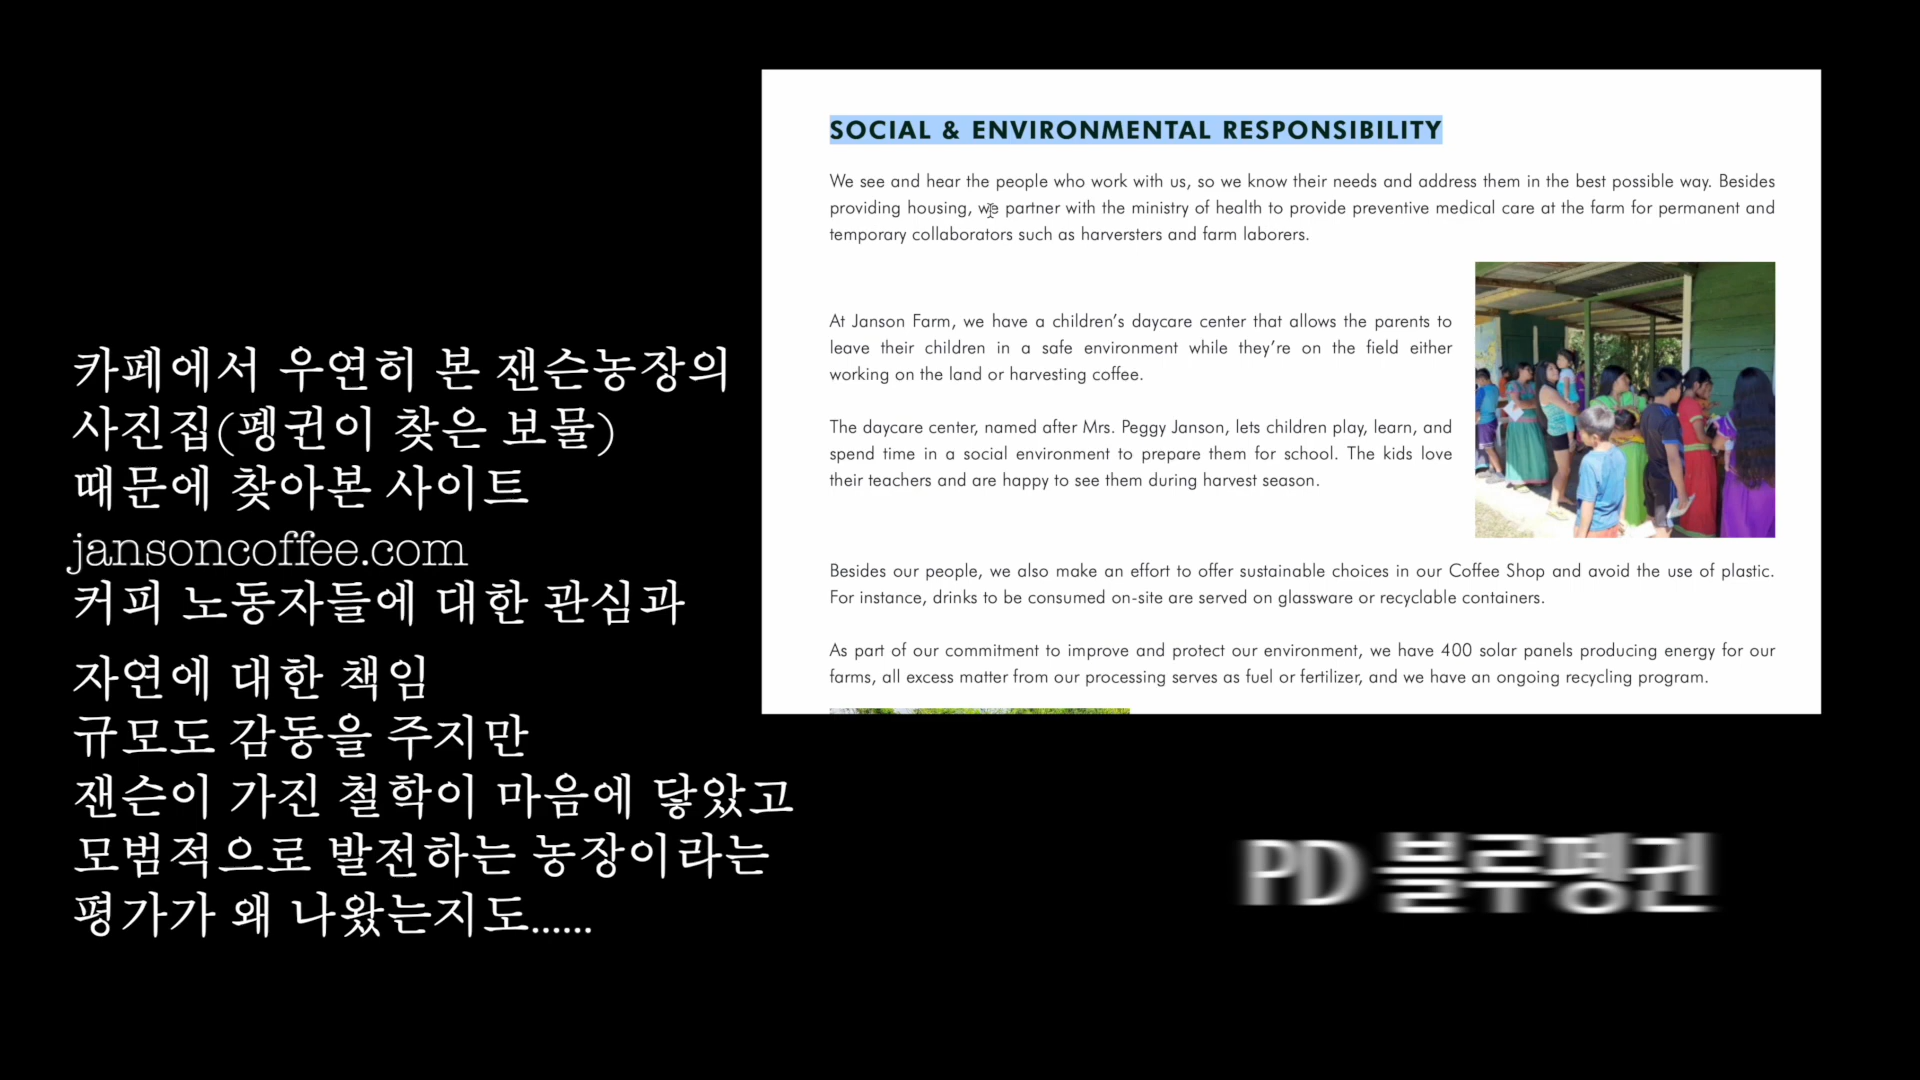 카페에서 우연히 본 잰슨농장의
사진집(펭귄이 찾은 보물)
때문에 찾아본 사이트
jansoncoffee.com
커피 노동자들에 대한 관심과
자연에 대한 책임
규모도 감동을 주지만
잰슨이 가진 철학이 마음에 닿았고
모범적으로 발전하는 농장이라는
평가가 왜 나왔는지도......
SOCIAL & ENVIRONMENTAL RESPONSIBILITY
We see and hear the people who work with us, so we know their needs and address them in the best possible way. Besides
providing housing, we partner with the ministry of health to provide preventive medical care at the farm for permanent and
temporary collaborators such as harversters and farm laborers.
At Janson Farm, we have a children's daycare center that allows the parents to
leave their children in a safe environment while they're on the field either
working on the land or harvesting coffee.
The daycare center, named after Mrs. Peggy Janson, lets children play, learn, and
spend time in a social environment to prepare them for school. The kids love
their teachers and are happy to see them during harvest season.
Besides our people, we also make an effort to offer sustainable choices in our Coffee Shop and avoid the use of plastic.
For instance, drinks to be consumed on-site are served on glassware or recyclable containers.
As part of our commitment to improve and protect our environment, we have 400 solar panels producing energy for our
farms, all excess matter from our processing serves as fuel or fertilizer, and we have an ongoing recycling program.
PD 블루펭귄